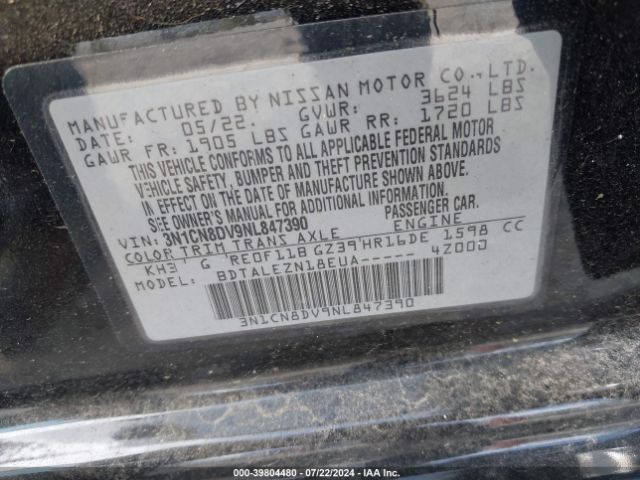 MANUFACTURED BY NISSAN MOTOR CO.,LTD.
DATE: 05/22. GVWR: 3624 LBS
GAWR FR: 1905 LBS GAWR RR: 1720 LBS
THIS VEHICLE CONFORMS TO ALL APPLICABLE FEDERAL MOTOR
VEHICLE SAFETY, BUMPER AND THEFT PREVENTION STANDARDS
IN EFFECT ON THE DATE OF MANUFACTURE SHOWN ABOVE.
SEE OWNER'S MANUAL FOR ADDITIONAL INFORMATION.
VIN: 3N1CN8DV9NL847390 PASSENGER CAR.
COLOR TRIM TRANS AXLE ENGINE
KH3 G RE0F11B GZ39 HR16DE 1598 CC
MODEL: BDTALEZN18EUA----- 4Z00J
3N1CN8DV9NL847390
000-39804480 - 07/22/2024 - IAA Inc.